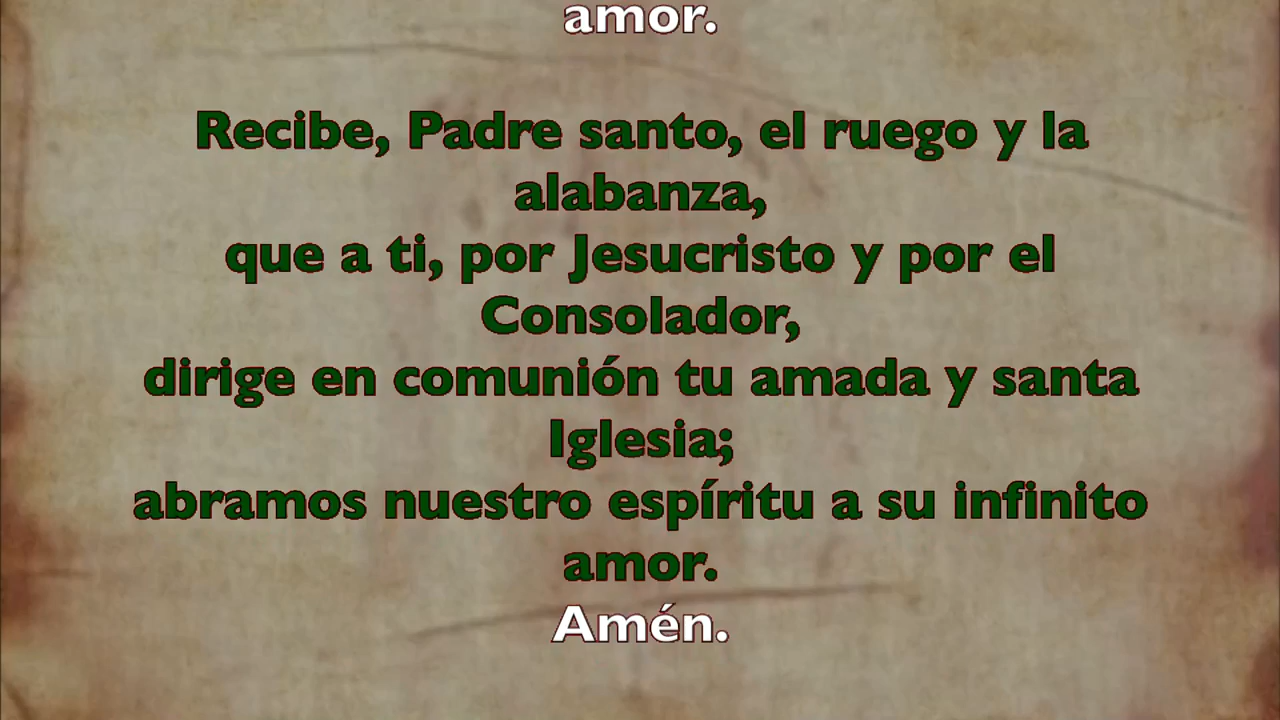 amor.
Recibe, Padre santo, el ruego y la
alabanza,
que a ti, por Jesucristo y por el
Consolador,
dirige en comunión tu amada y santa
Iglesia;
abramos nuestro espíritu a su infinito
amor.
Amén.